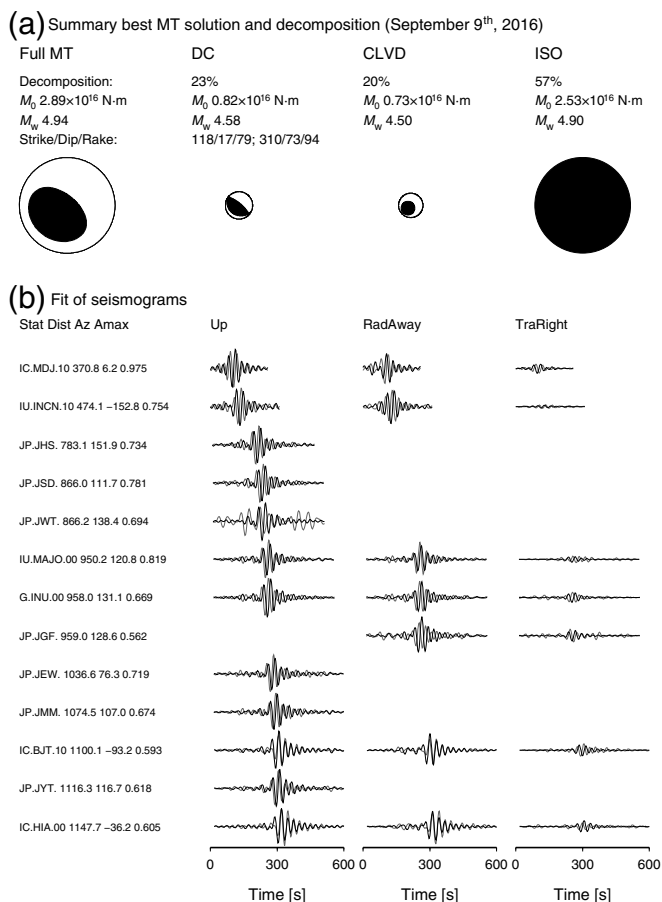 (a) Summary best MT solution and decomposition (September 9th, 2016)
Full MT DC CLVD ISO
Decomposition: 23% 20% 57%
M0 2.89×10^16 N·m M0 0.82×10^16 N·m M0 0.73×10^16 N·m M0 2.53×10^16 N·m
Mw 4.94 Mw 4.58 Mw 4.50 Mw 4.90
Strike/Dip/Rake: 118/17/79; 310/73/94
(b) Fit of seismograms
Stat Dist Az Amax Up RadAway TraRight
IC.MDJ.10 370.8 6.2 0.975
IU.INCN.10 474.1 −152.8 0.754
JP.JHS. 783.1 151.9 0.734
JP.JSD. 866.0 111.7 0.781
JP.JWT. 866.2 138.4 0.694
IU.MAJO.00 950.2 120.8 0.819
G.INU.00 958.0 131.1 0.669
JP.JGF. 959.0 128.6 0.562
JP.JEW. 1036.6 76.3 0.719
JP.JMM. 1074.5 107.0 0.674
IC.BJT.10 1100.1 −93.2 0.593
JP.JYT. 1116.3 116.7 0.618
IC.HIA.00 1147.7 −36.2 0.605
0 300 600 0 300 600 0 300 600
Time [s] Time [s] Time [s]